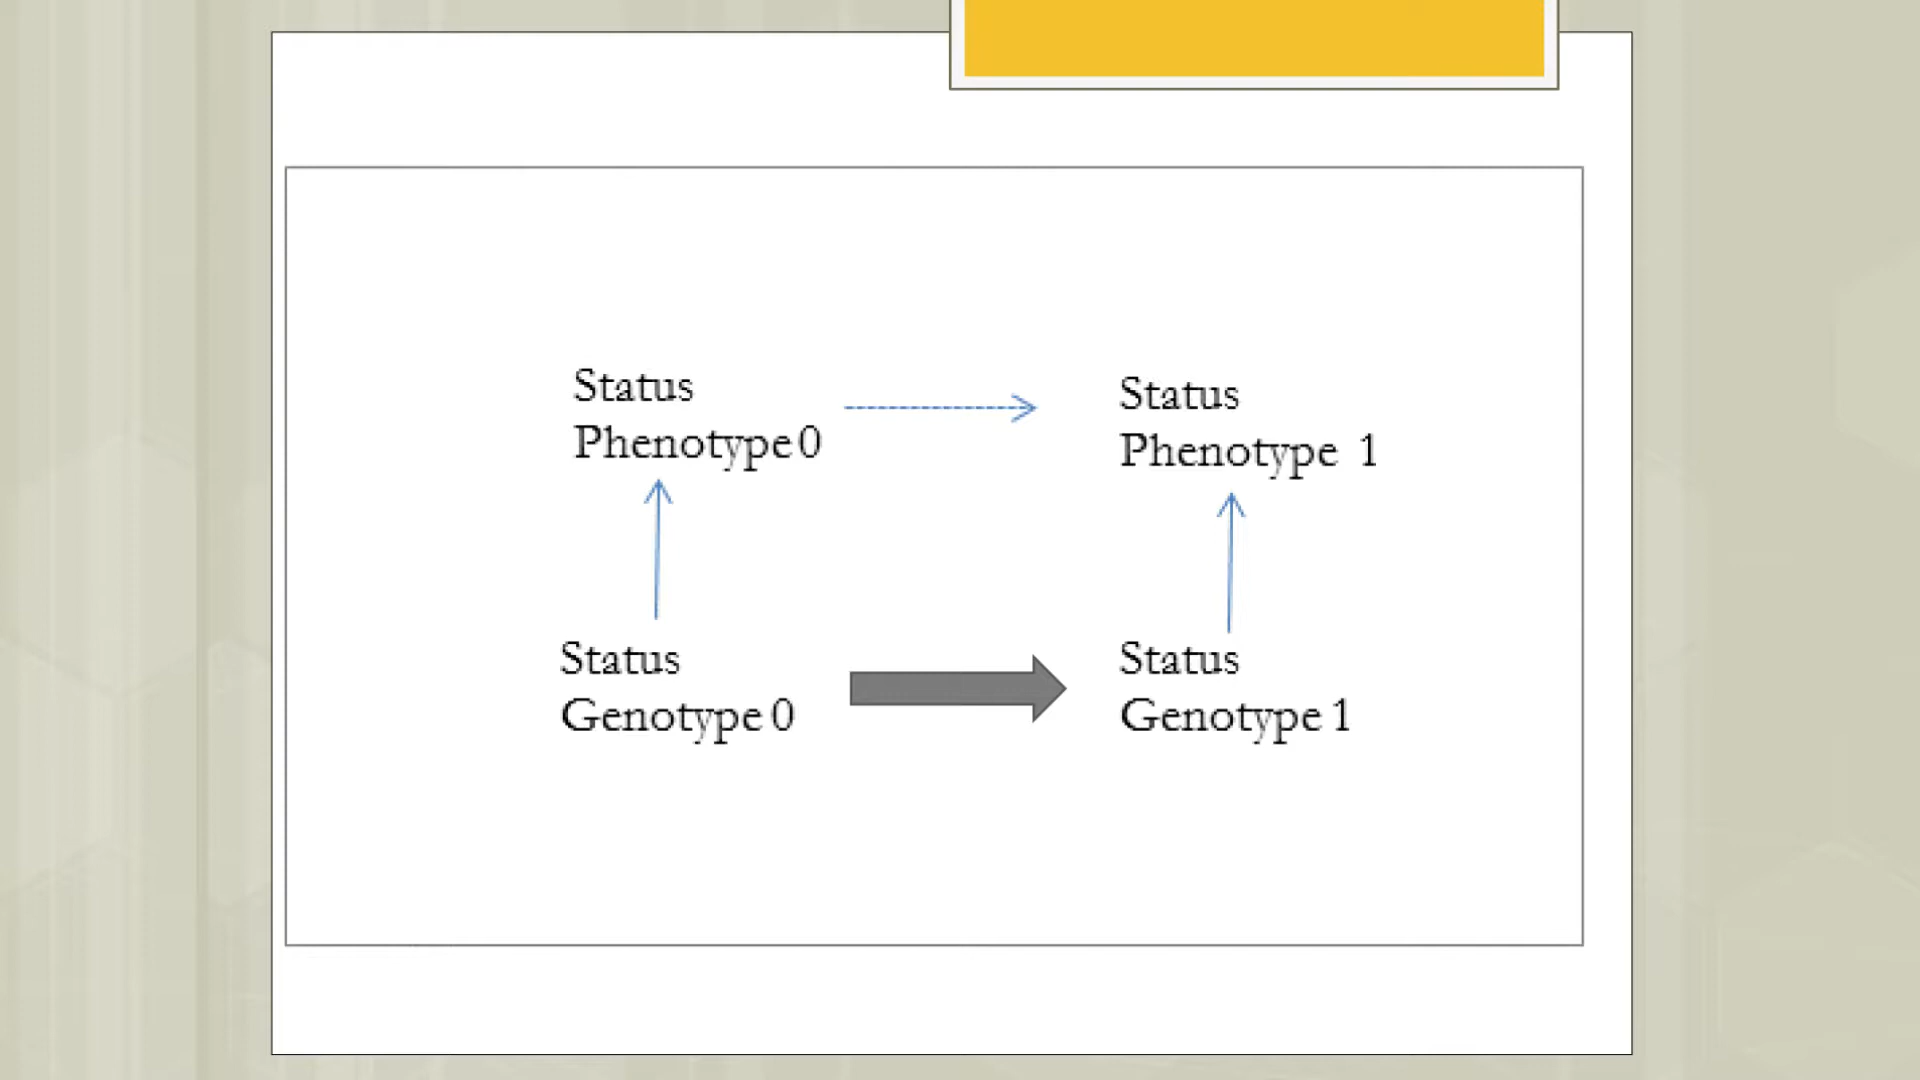 Status
Phenotype 0
Status
Phenotype 1
Status
Genotype 0
Status
Genotype 1